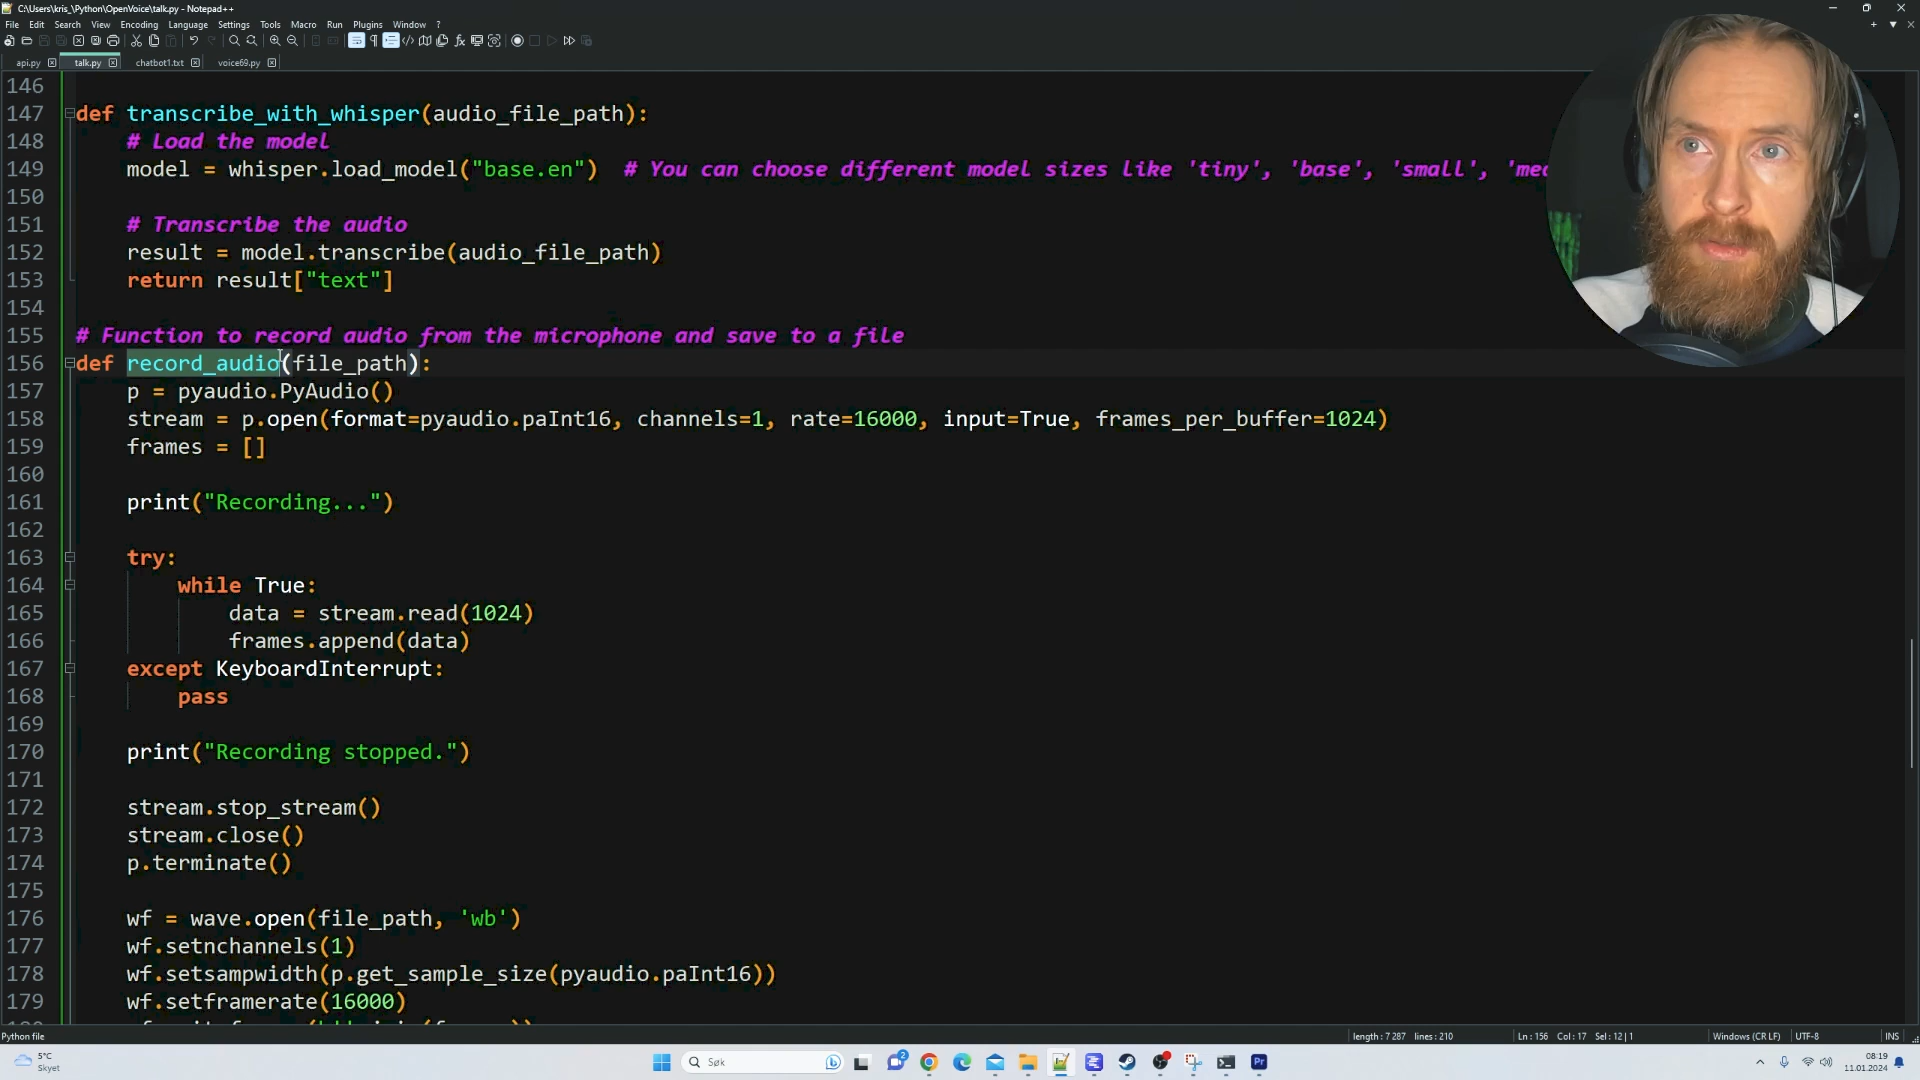 C:\Users\kris_\Python\OpenVoice\talk.py - Notepad++
File Edit Search View Encoding Language Settings Tools Macro Run Plugins Window ?
api.py talk.py chatbot1.txt voice69.py
146
147 def transcribe_with_whisper(audio_file_path):
148 # Load the model
149 model = whisper.load_model("base.en") # You can choose different model sizes like 'tiny', 'base', 'small', 'med
150
151 # Transcribe the audio
152 result = model.transcribe(audio_file_path)
153 return result["text"]
154
155 # Function to record audio from the microphone and save to a file
156 def record_audio(file_path):
157 p = pyaudio.PyAudio()
158 stream = p.open(format=pyaudio.paInt16, channels=1, rate=16000, input=True, frames_per_buffer=1024)
159 frames = []
160
161 print("Recording...")
162
163 try:
164 while True:
165 data = stream.read(1024)
166 frames.append(data)
167 except KeyboardInterrupt:
168 pass
169
170 print("Recording stopped.")
171
172 stream.stop_stream()
173 stream.close()
174 p.terminate()
175
176 wf = wave.open(file_path, 'wb')
177 wf.setnchannels(1)
178 wf.setsampwidth(p.get_sample_size(pyaudio.paInt16))
179 wf.setframerate(16000)
Python file length : 7 287 lines : 210 Ln : 156 Col : 17 Sel : 12 | 1 Windows (CR LF) UTF-8 INS
5°C
Skyet
Søk
2
Pr
08:19
11.01.2024